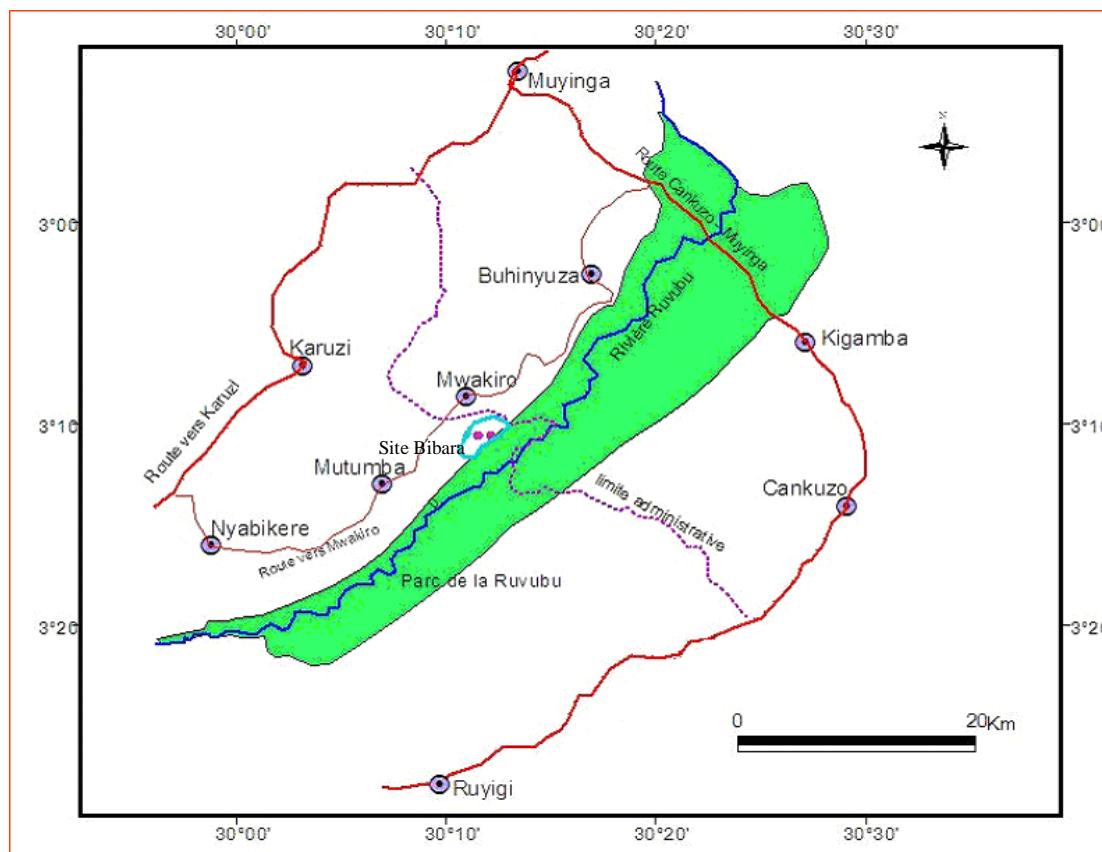 30°00'
30°10'
30°20'
30°30'
Muyinga
N
Route Cankuzo - Muyinga
3°00'
3°00'
Buhinyuza
Rivière Ruvubu
Kigamba
Karuzi
Mwakiro
Route vers Karuzi
3°10'
3°10'
Site Bibara
Mutumba
limite administrative
Cankuzo
Nyabikere
Route vers Mwakiro
Parc de la Ruvubu
3°20'
3°20'
0
20Km
Ruyigi
30°00'
30°10'
30°20'
30°30'